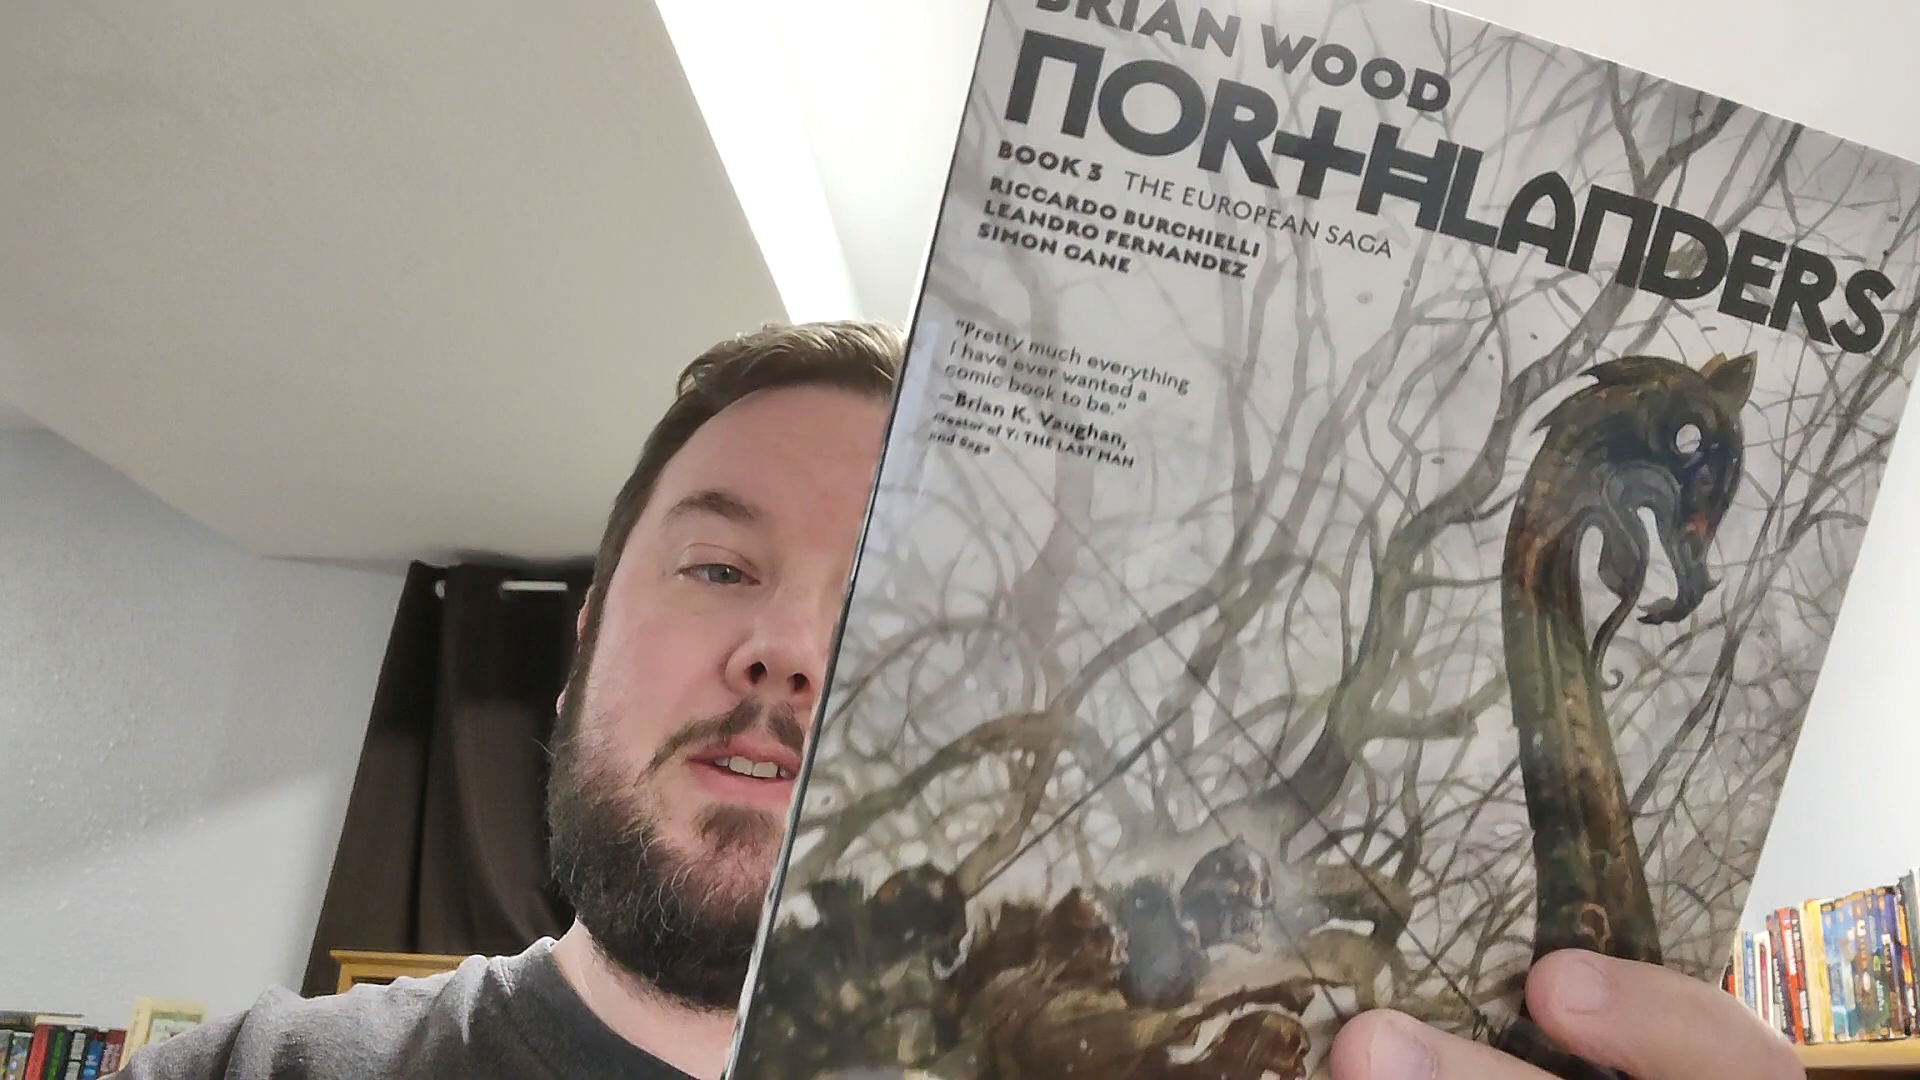 BRIAN WOOD
NORTHLANDERS
BOOK 3 THE EUROPEAN SAGA
RICCARDO BURCHIELLI
LEANDRO FERNANDEZ
SIMON GANE
"Pretty much everything
I have ever wanted a
comic book to be."
—Brian K. Vaughan,
creator of Y: THE LAST MAN
and Saga